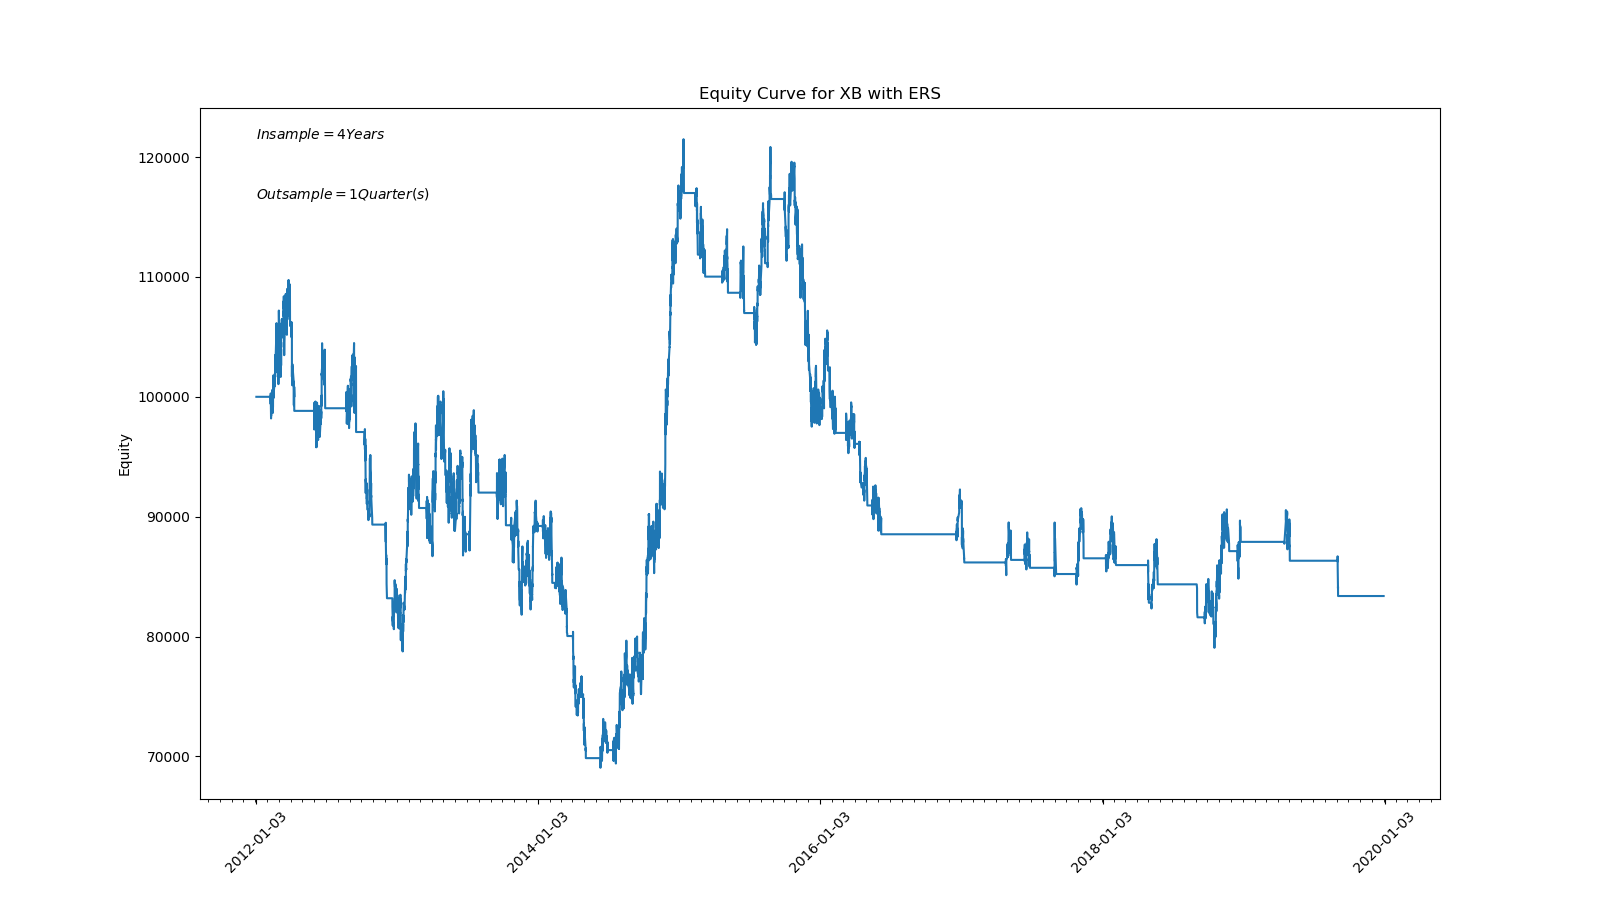 Equity Curve for XB with ERS
Insample = 4Years
Outsample = 1Quarter(s)
120000
110000
100000
90000
80000
70000
Equity
2012-01-03
2014-01-03
2016-01-03
2018-01-03
2020-01-03